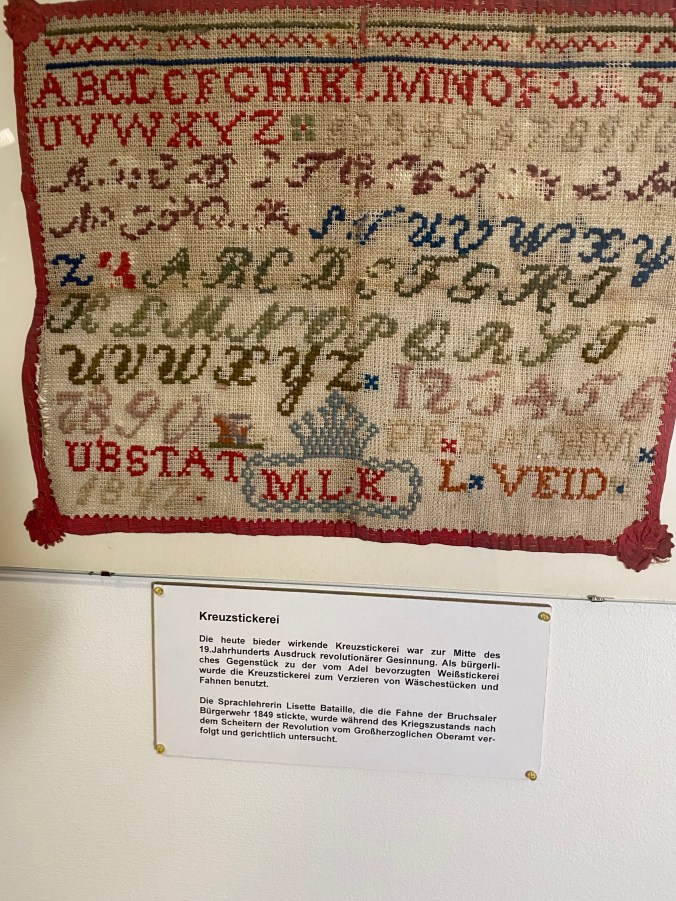 ABCDEFGHIKLMNOPQRST
UVWXYZ 234567891
S T U V W X Y
Z A B C D E F G H I
K L M N O P Q R S T
U V W X Y Z 123456
7890
UBSTAT M.L.K. L VEID
184
Kreuzstickerei
Die heute bieder wirkende Kreuzstickerei war zur Mitte des
19.Jahrhunderts Ausdruck revolutionärer Gesinnung. Als bürgerli-
ches Gegenstück zu der vom Adel bevorzugten Weißstickerei
wurde die Kreuzstickerei zum Verzieren von Wäschestücken und
Fahnen benutzt.
Die Sprachlehrerin Lisette Bataille, die die Fahne der Bruchsaler
Bürgerwehr 1849 stickte, wurde während des Kriegszustands nach
dem Scheitern der Revolution vom Großherzoglichen Oberamt ver-
folgt und gerichtlich untersucht.